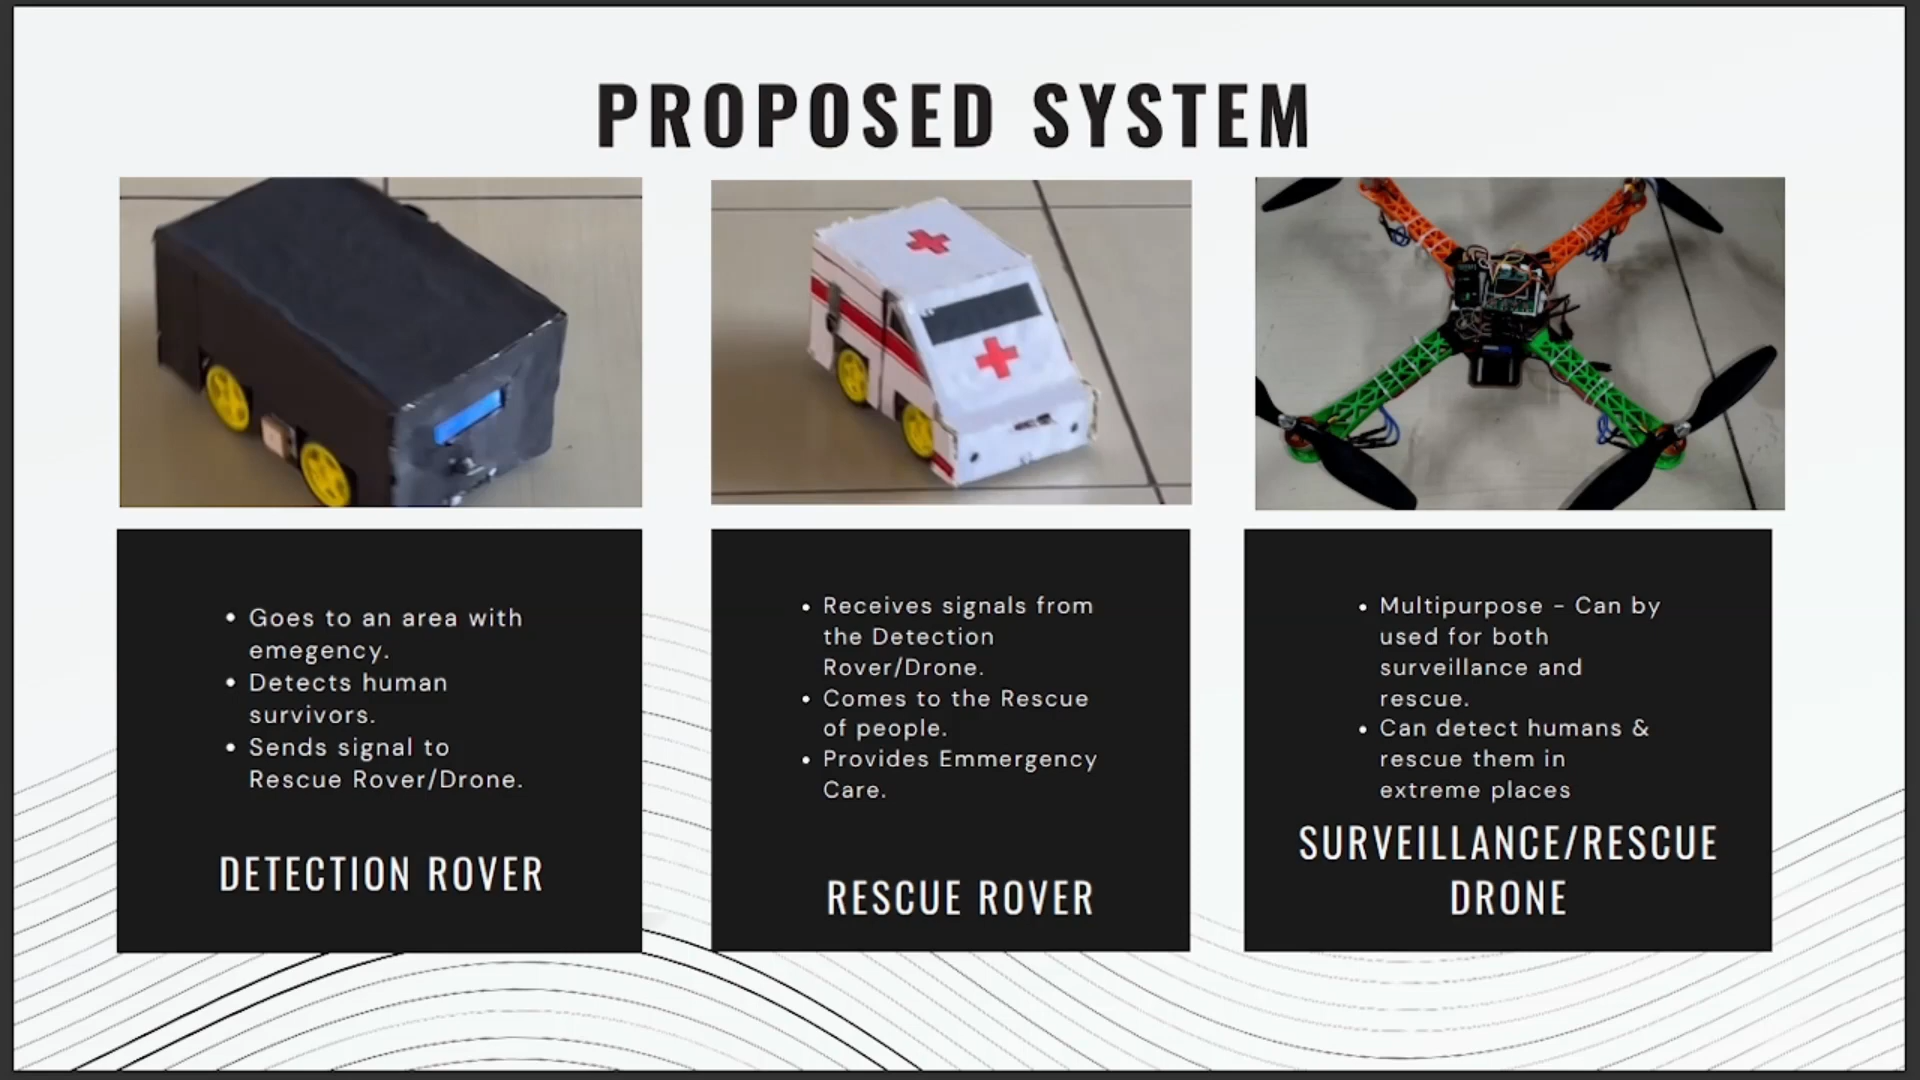 PROPOSED SYSTEM
• Goes to an area with
emegency.
• Detects human
survivors.
• Sends signal to
Rescue Rover/Drone.
DETECTION ROVER
• Receives signals from
the Detection
Rover/Drone.
• Comes to the Rescue
of people.
• Provides Emmergency
Care.
RESCUE ROVER
• Multipurpose - Can by
used for both
surveillance and
rescue.
• Can detect humans &
rescue them in
extreme places
SURVEILLANCE/RESCUE
DRONE